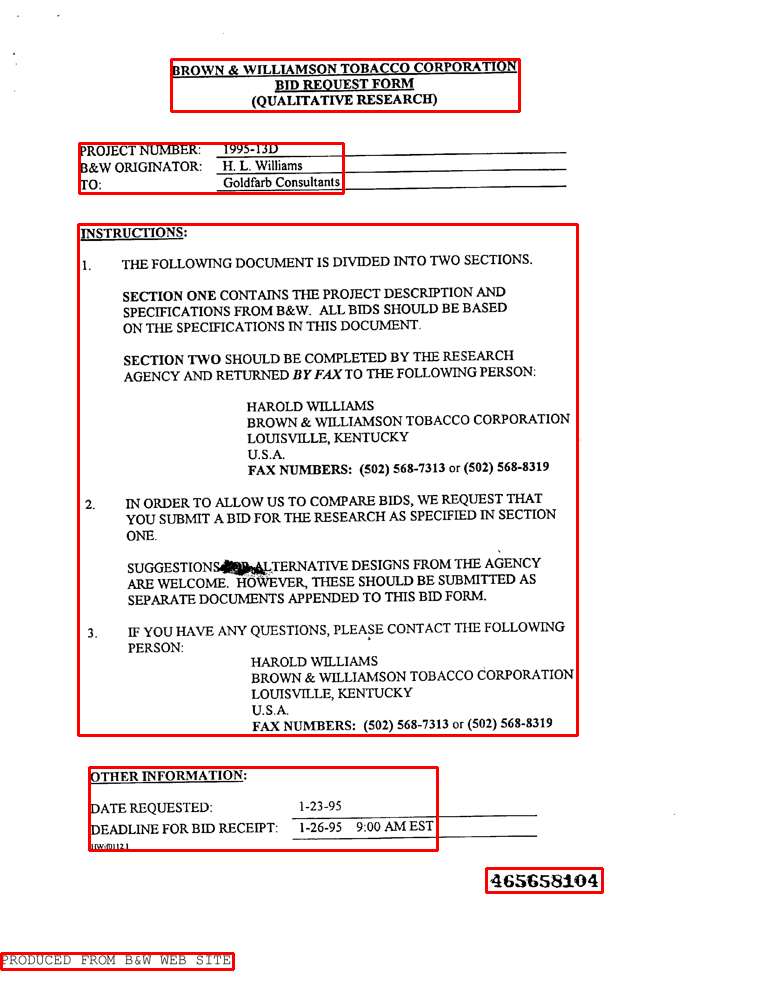 BROWN & WILLIAMSON TOBACCO CORPORATION
BID REQUEST FORM
(QUALITATIVE RESEARCH)
PROJECT NUMBER: 1995-13D
B&W ORIGINATOR: H. L. Williams
TO: Goldfarb Consultants
INSTRUCTIONS:
1. THE FOLLOWING DOCUMENT IS DIVIDED INTO TWO SECTIONS.
SECTION ONE CONTAINS THE PROJECT DESCRIPTION AND
SPECIFICATIONS FROM B&W. ALL BIDS SHOULD BE BASED
ON THE SPECIFICATIONS IN THIS DOCUMENT.
SECTION TWO SHOULD BE COMPLETED BY THE RESEARCH
AGENCY AND RETURNED BY FAX TO THE FOLLOWING PERSON:
HAROLD WILLIAMS
BROWN & WILLIAMSON TOBACCO CORPORATION
LOUISVILLE, KENTUCKY
U.S.A.
FAX NUMBERS: (502) 568-7313 or (502) 568-8319
2. IN ORDER TO ALLOW US TO COMPARE BIDS, WE REQUEST THAT
YOU SUBMIT A BID FOR THE RESEARCH AS SPECIFIED IN SECTION
ONE.
SUGGESTIONS ALTERNATIVE DESIGNS FROM THE AGENCY
ARE WELCOME. HOWEVER, THESE SHOULD BE SUBMITTED AS
SEPARATE DOCUMENTS APPENDED TO THIS BID FORM.
3. IF YOU HAVE ANY QUESTIONS, PLEASE CONTACT THE FOLLOWING
PERSON:
HAROLD WILLIAMS
BROWN & WILLIAMSON TOBACCO CORPORATION
LOUISVILLE, KENTUCKY
U.S.A.
FAX NUMBERS: (502) 568-7313 or (502) 568-8319
OTHER INFORMATION:
DATE REQUESTED: 1-23-95
DEADLINE FOR BID RECEIPT: 1-26-95 9:00 AM EST
465658104
PRODUCED FROM B&W WEB SITE